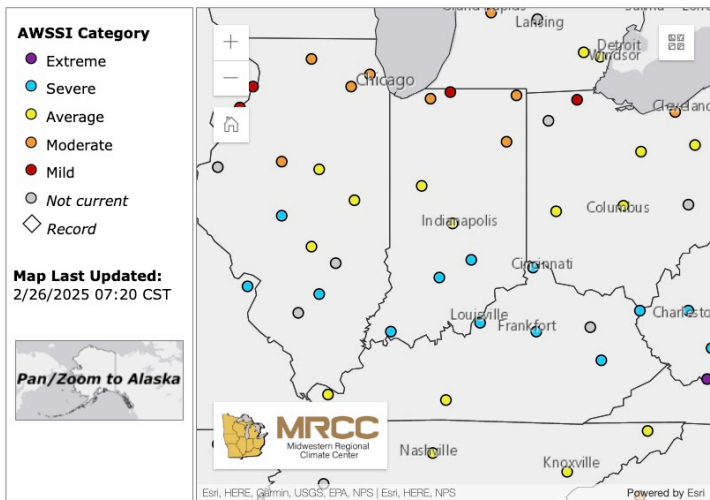 AWSSI Category
Extreme
Severe
Average
Moderate
Mild
Not current
Record
Map Last Updated:
2/26/2025 07:20 CST
Pan/Zoom to Alaska
+
−
Lansing
Detroit
Windsor
Chicago
Cleveland
Indianapolis
Columbus
Cincinnati
Louisville
Frankfort
Charlesto
Nashville
Knoxville
MRCC
Midwestern Regional
Climate Center
Esri, HERE, Garmin, USGS, EPA, NPS | Esri, HERE, NPS
Powered by Esri